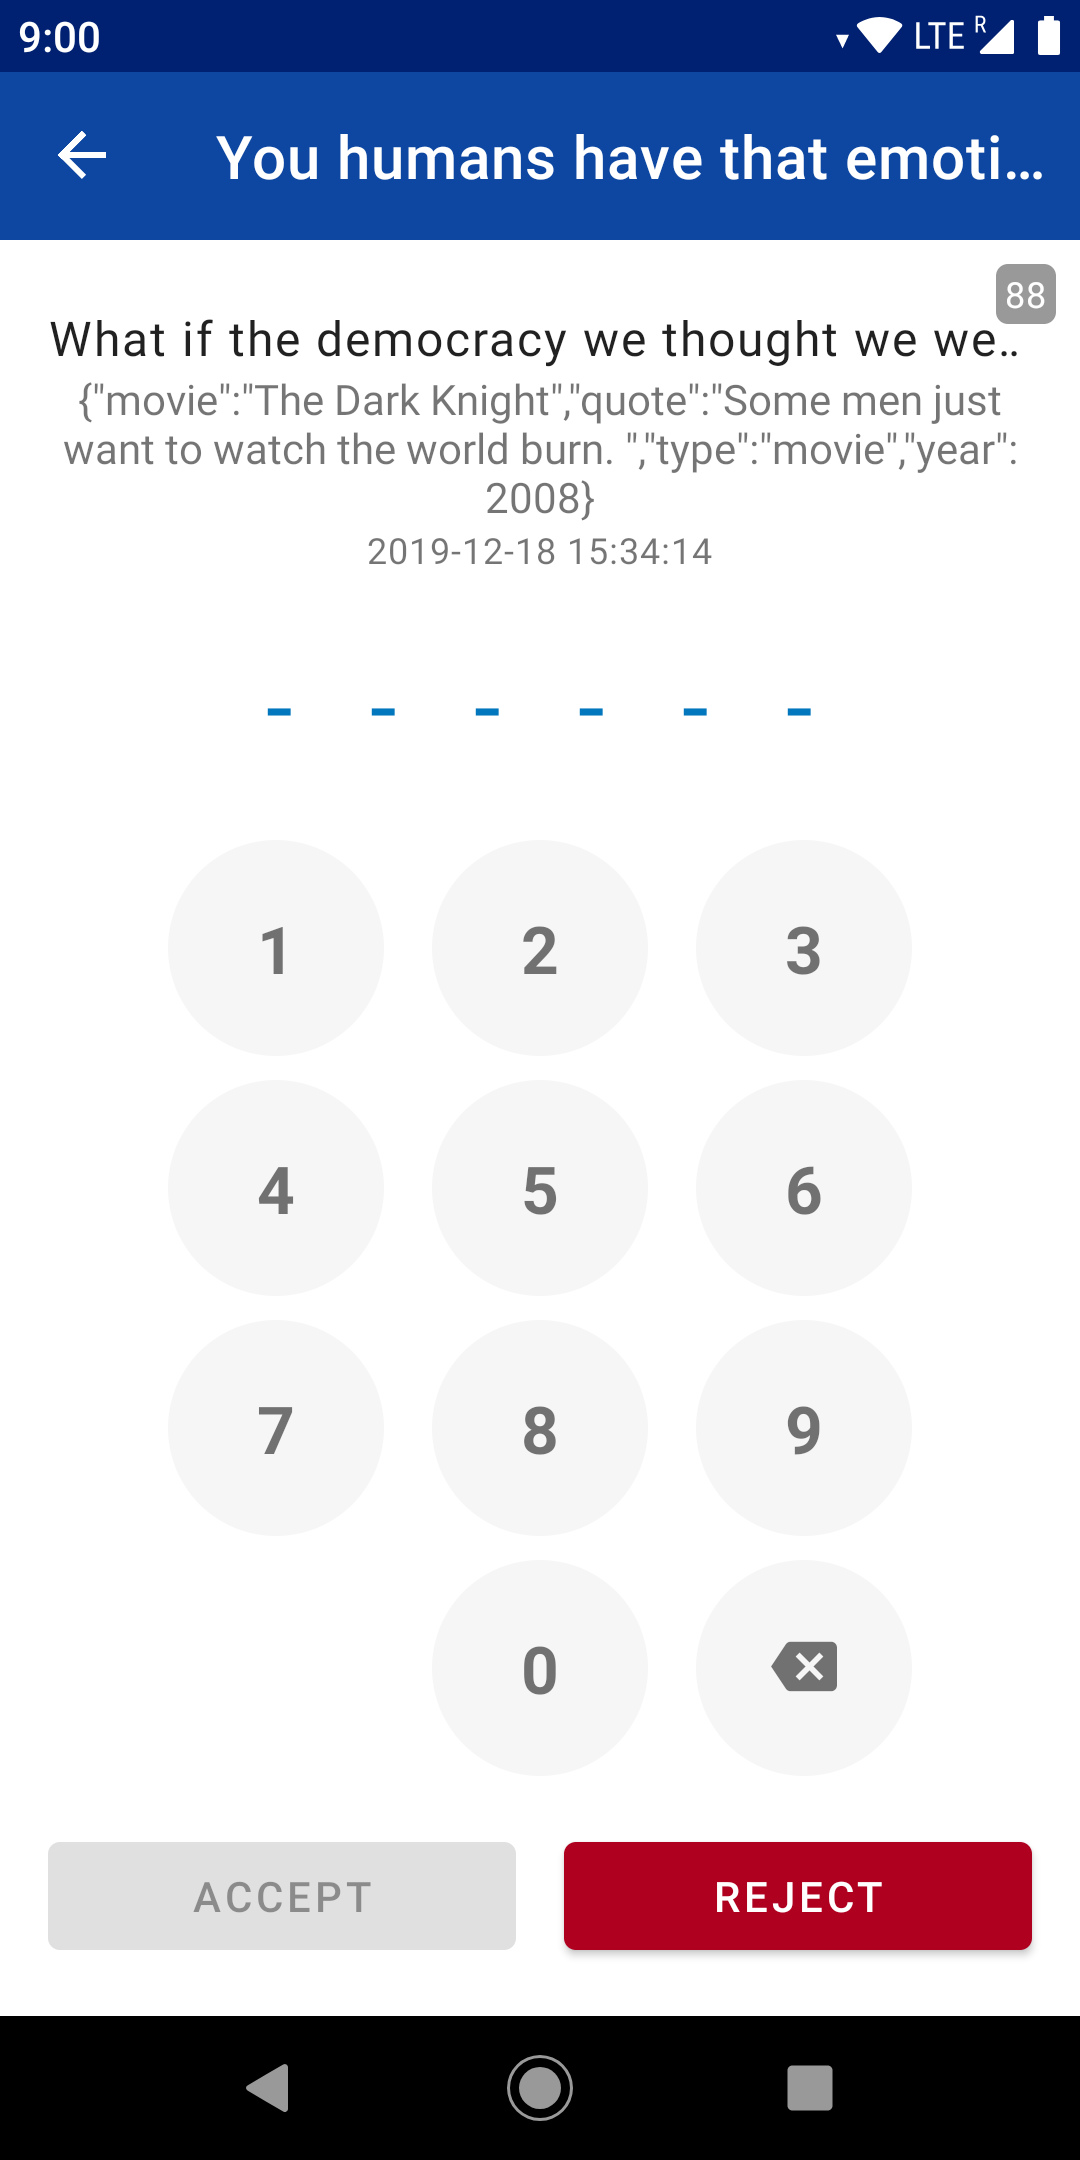 9:00
LTE R
You humans have that emoti...
88
What if the democracy we thought we we..
{"movie":"The Dark Knight","quote":"Some men just
want to watch the world burn. ","type":"movie","year":
2008}
2019-12-18 15:34:14
- - - - - -
1 2 3
4 5 6
7 8 9
0
ACCEPT REJECT